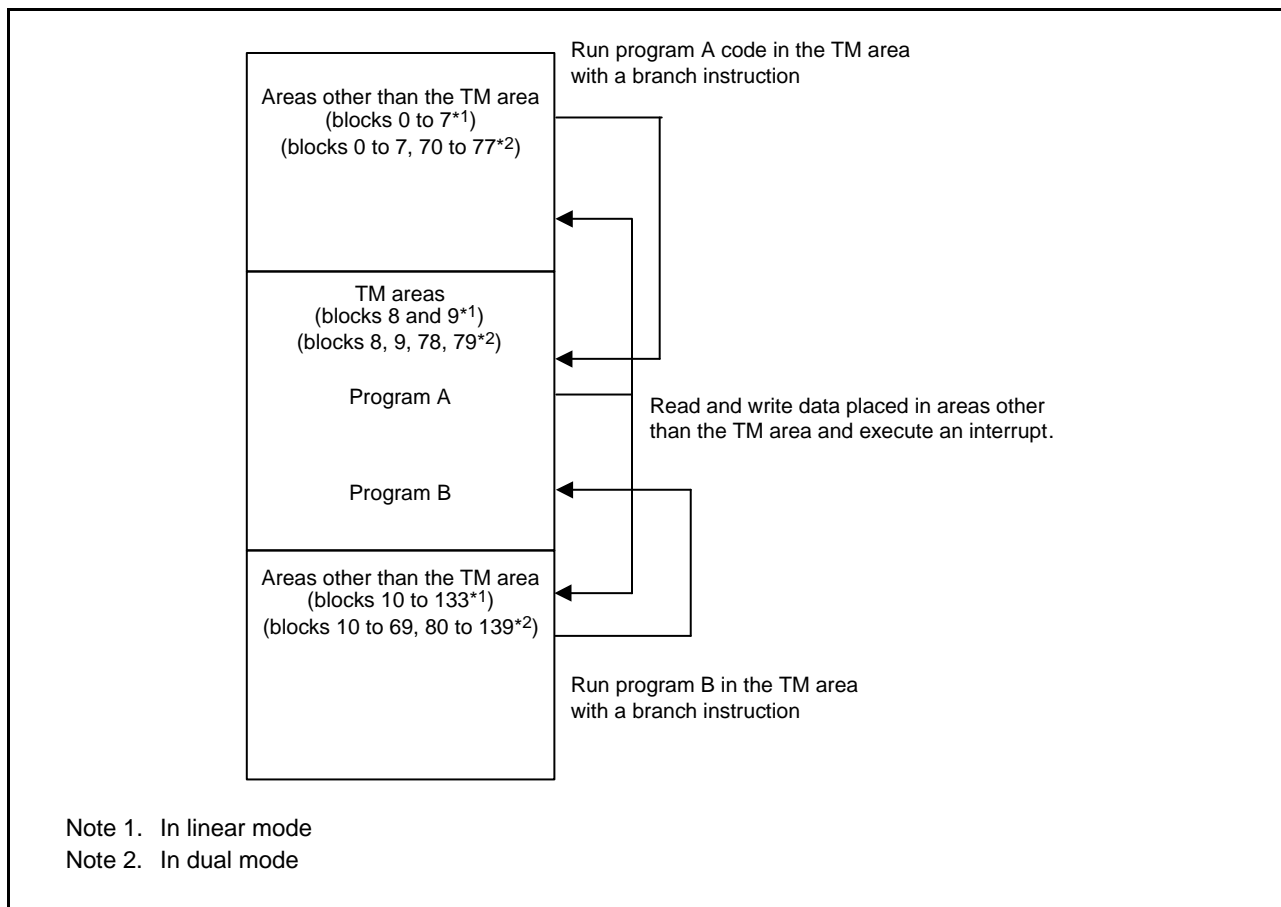 Run program A code in the TM area
with a branch instruction
Areas other than the TM area
(blocks 0 to 7*1)
(blocks 0 to 7, 70 to 77*2)
TM areas
(blocks 8 and 9*1)
(blocks 8, 9, 78, 79*2)
Program A
Read and write data placed in areas other
than the TM area and execute an interrupt.
Program B
Areas other than the TM area
(blocks 10 to 133*1)
(blocks 10 to 69, 80 to 139*2)
Run program B in the TM area
with a branch instruction
Note 1. In linear mode
Note 2. In dual mode